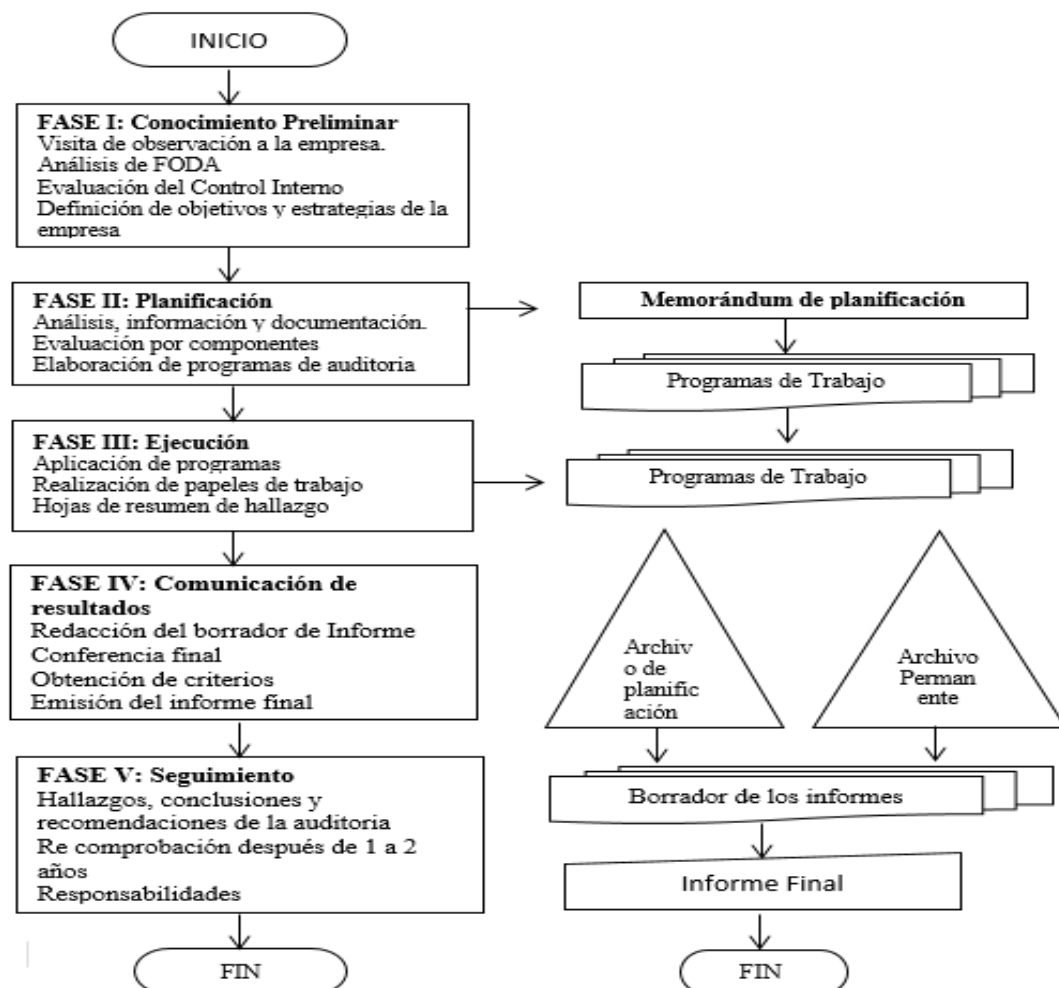 INICIO
FASE I: Conocimiento Preliminar
Visita de observación a la empresa.
Análisis de FODA
Evaluación del Control Interno
Definición de objetivos y estrategias de la
empresa
FASE II: Planificación
Análisis, información y documentación.
Evaluación por componentes
Elaboración de programas de auditoria
Memorándum de planificación
Programas de Trabajo
FASE III: Ejecución
Aplicación de programas
Realización de papeles de trabajo
Hojas de resumen de hallazgo
Programas de Trabajo
FASE IV: Comunicación de
resultados
Redacción del borrador de Informe
Conferencia final
Obtención de criterios
Emisión del informe final
Archiv
o de
planific
ación
Archivo
Perman
ente
FASE V: Seguimiento
Hallazgos, conclusiones y
recomendaciones de la auditoria
Re comprobación después de 1 a 2
años
Responsabilidades
Borrador de los informes
Informe Final
FIN
FIN